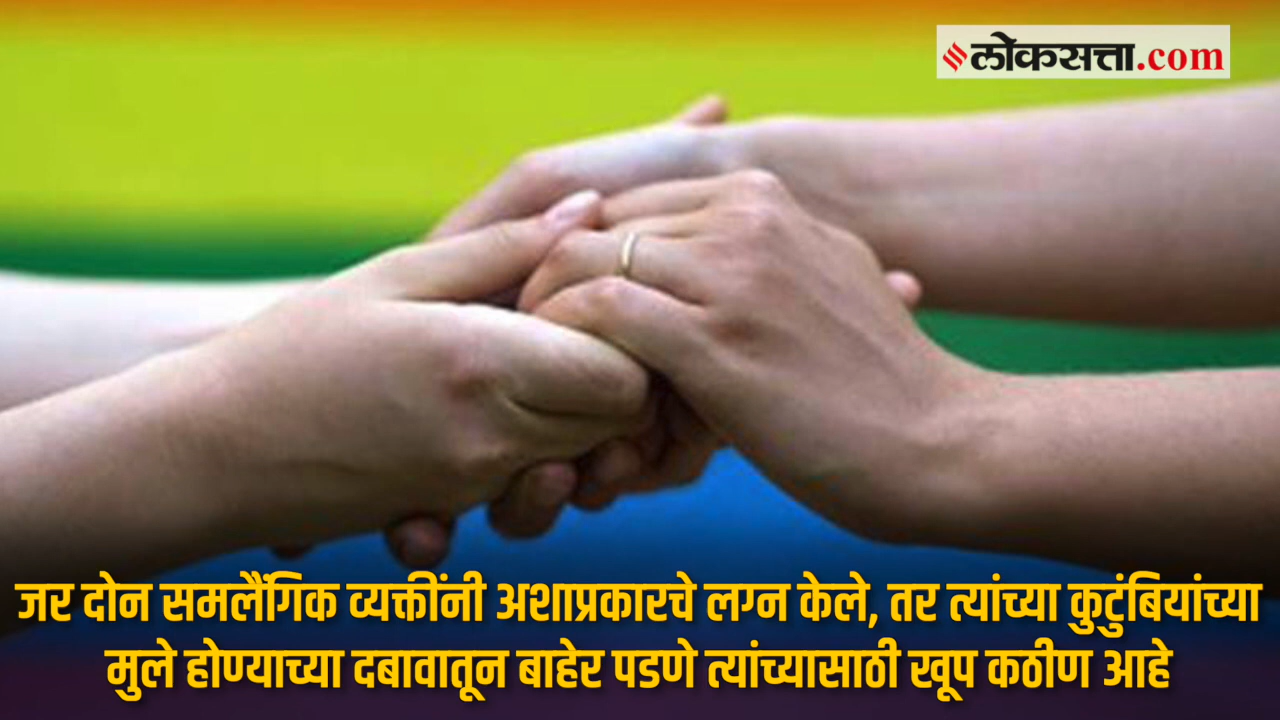 लोकसत्ता.com
जर दोन समलैंगिक व्यक्तींनी अशाप्रकारचे लग्न केले, तर त्यांच्या कुटुंबियांच्या
मुले होण्याच्या दबावातून बाहेर पडणे त्यांच्यासाठी खूप कठीण आहे